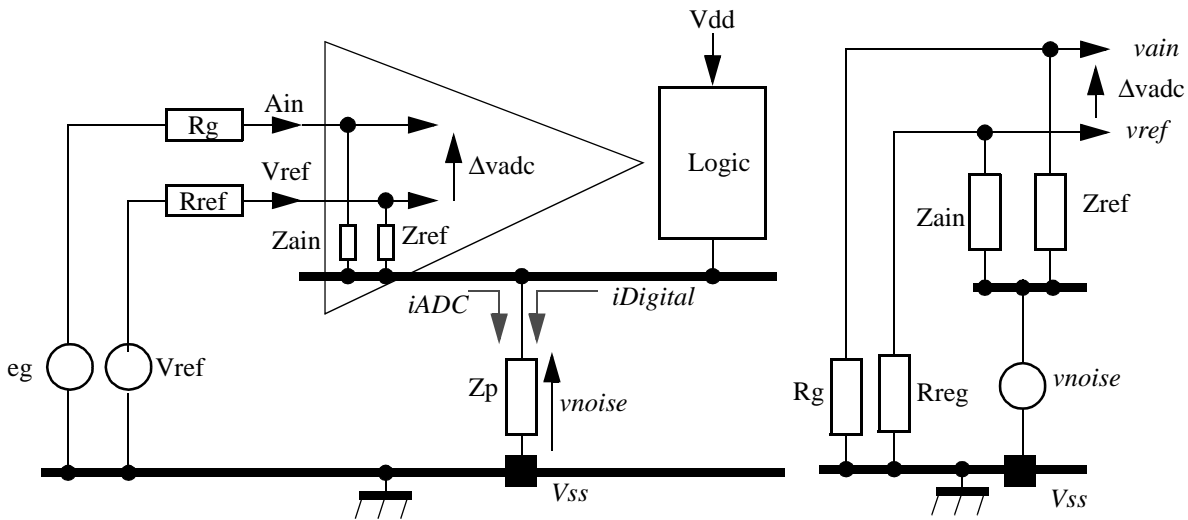 Vdd
vain
Δvadc
vref
Ain
Rg
Vref
Rref
Δvadc
Logic
Zain
Zref
Zain
Zref
iADC
iDigital
eg
Vref
Zp
vnoise
Rg
Rreg
vnoise
Vss
Vss